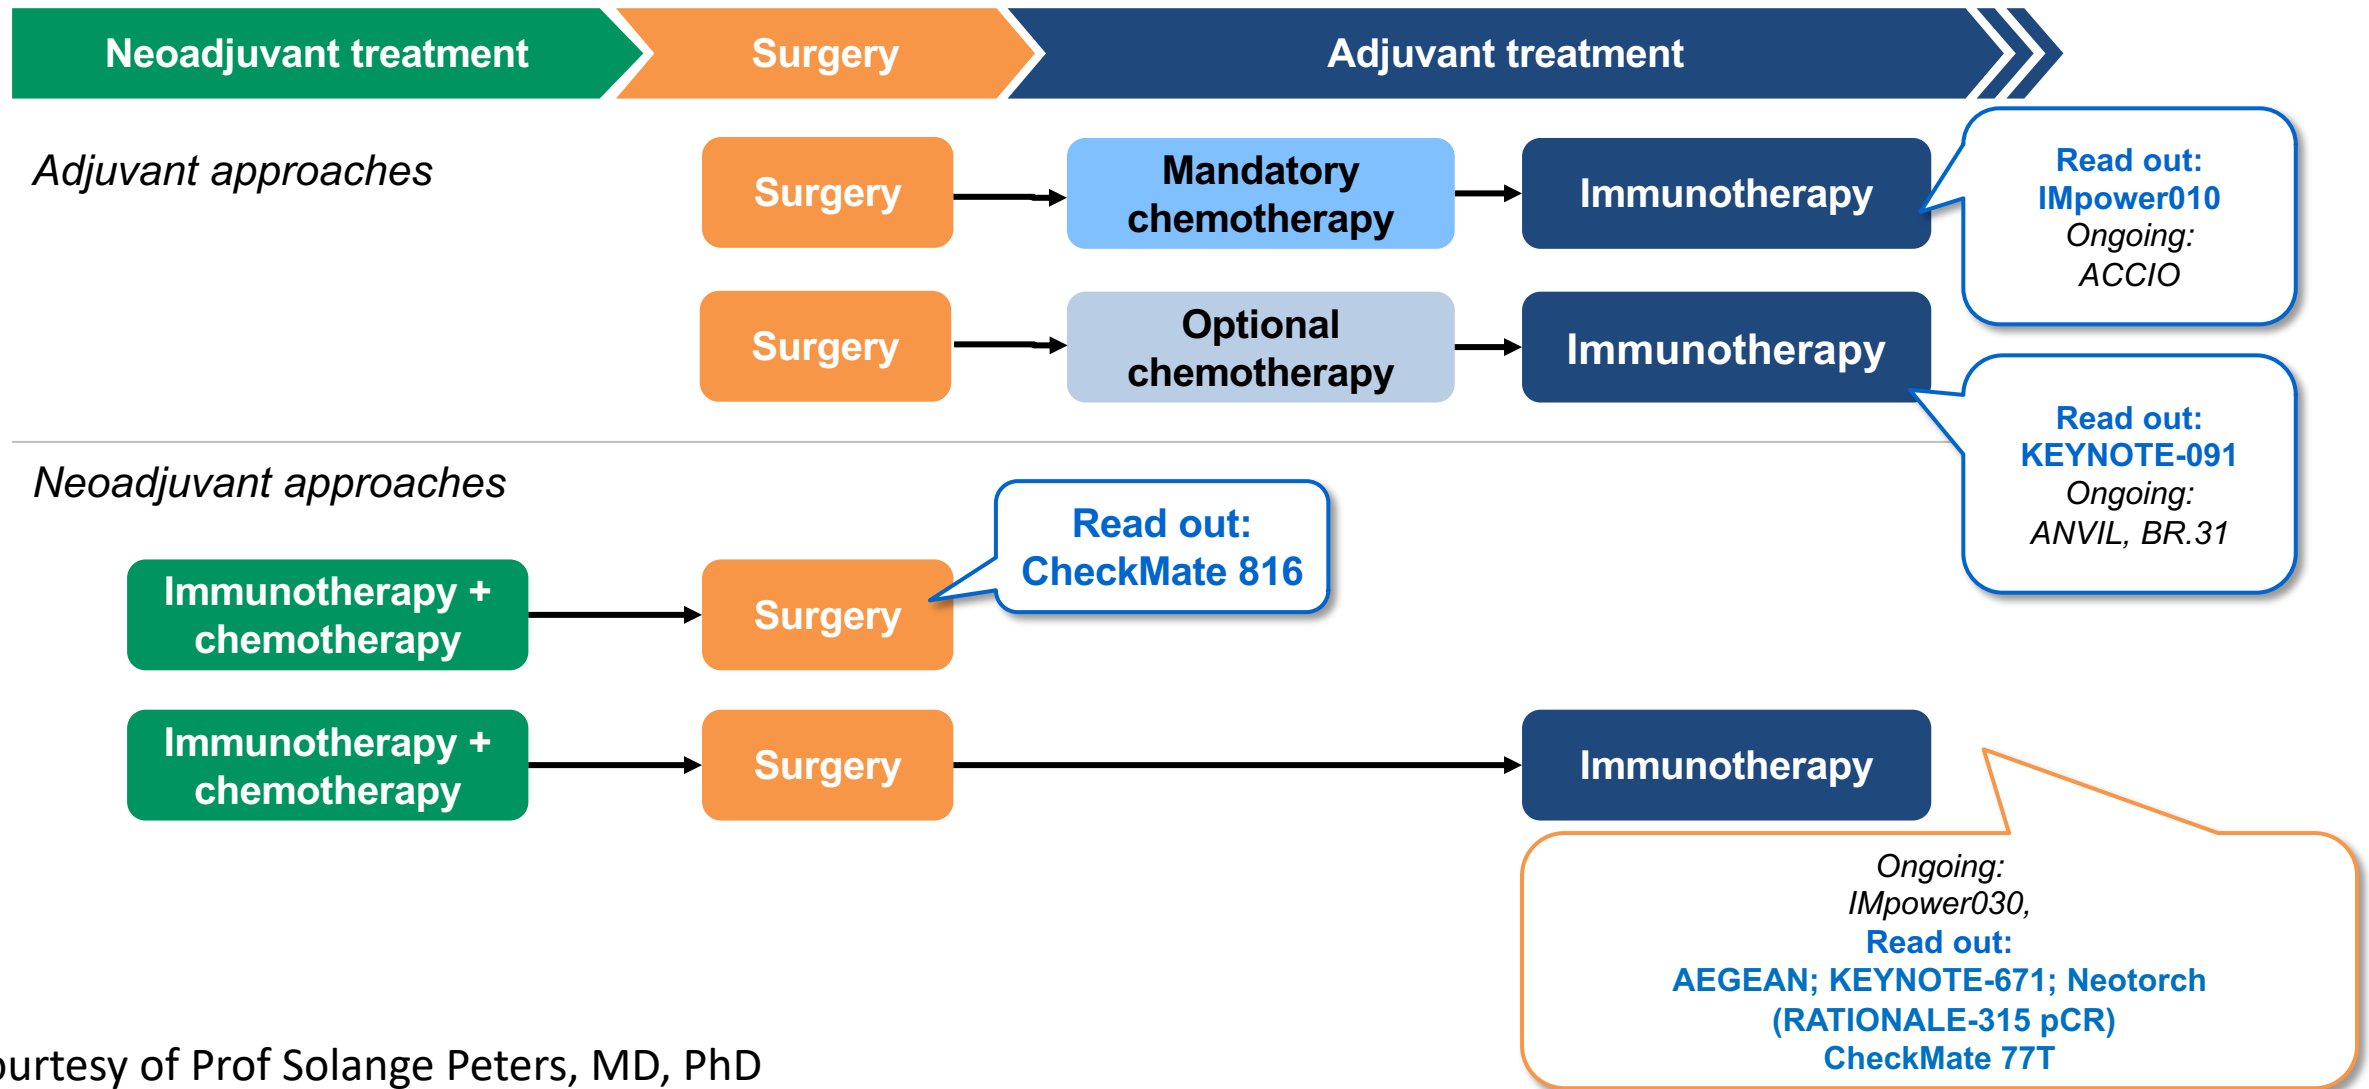 Neoadjuvant treatment
Surgery
Adjuvant treatment
Adjuvant approaches
Surgery
Mandatory
chemotherapy
Immunotherapy
Read out:
IMpower010
Ongoing:
ACCIO
Surgery
Optional
chemotherapy
Immunotherapy
Read out:
KEYNOTE-091
Ongoing:
ANVIL, BR.31
Neoadjuvant approaches
Immunotherapy +
chemotherapy
Surgery
Read out:
CheckMate 816
Immunotherapy +
chemotherapy
Surgery
Immunotherapy
Ongoing:
IMpower030,
Read out:
AEGEAN; KEYNOTE-671; Neotorch
(RATIONALE-315 pCR)
CheckMate 77T
ourtesy of Prof Solange Peters, MD, PhD